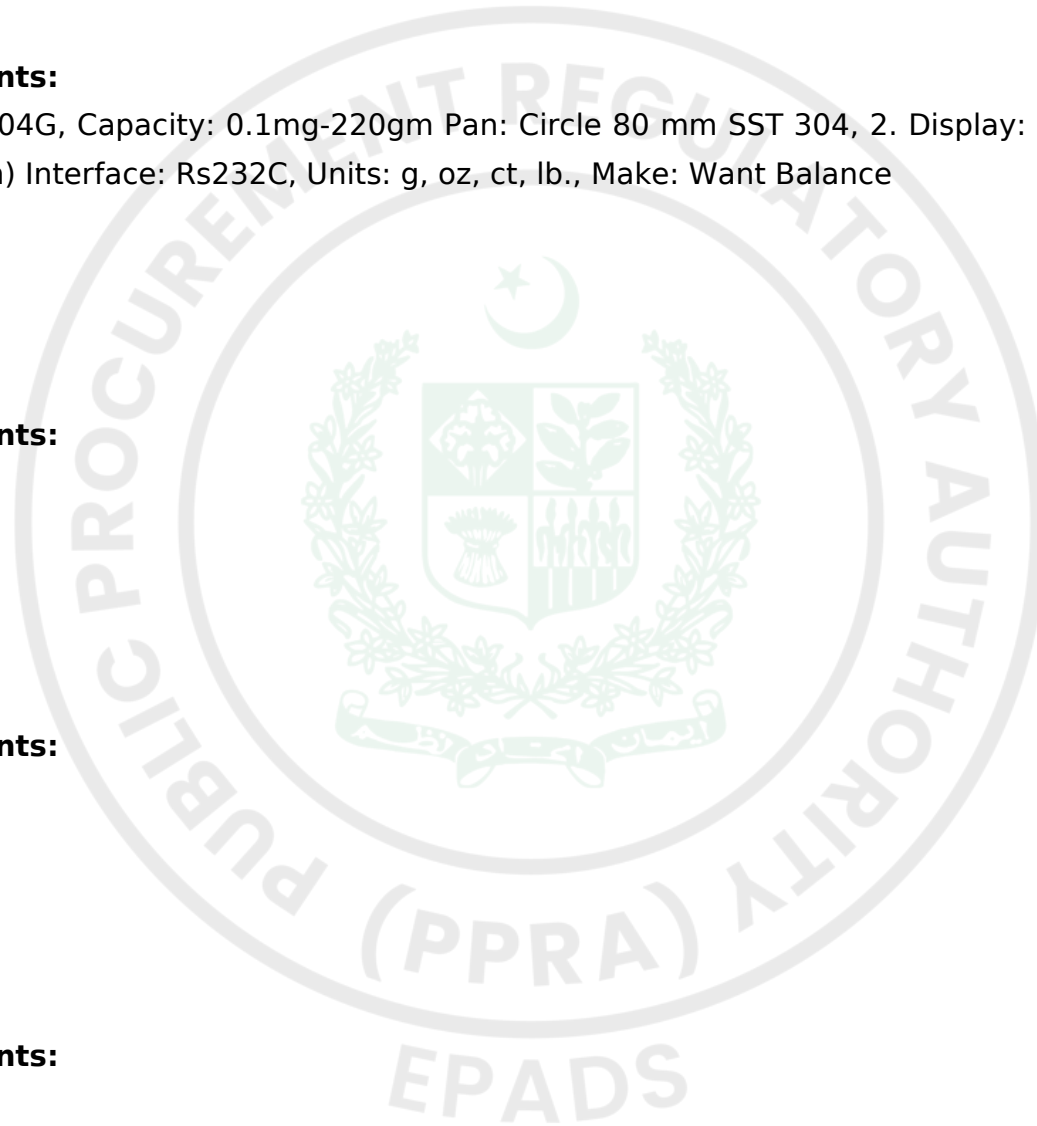 nts:
04G, Capacity: 0.1mg-220gm Pan: Circle 80 mm SST 304, 2. Display:
) Interface: Rs232C, Units: g, oz, ct, lb., Make: Want Balance
nts:
nts:
nts:
PUBLIC PROCUREMENT REGULATORY AUTHORITY
(PPRA)
EPADS